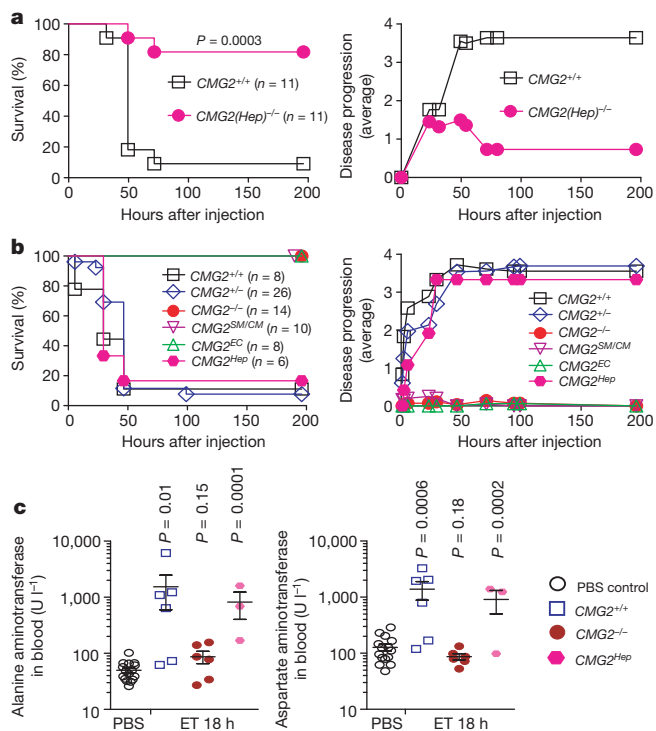 a
Survival (%)
100
80
60
40
20
0
0 50 100 150 200
Hours after injection
P = 0.0003
CMG2+/+ (n = 11)
CMG2(Hep)−/− (n = 11)
Disease progression
(average)
4
3
2
1
0
0 50 100 150 200
Hours after injection
CMG2+/+
CMG2(Hep)−/−
b
Survival (%)
100
80
60
40
20
0
0 50 100 150 200
Hours after injection
CMG2+/+ (n = 8)
CMG2+/− (n = 26)
CMG2−/− (n = 14)
CMG2SM/CM (n = 10)
CMG2EC (n = 8)
CMG2Hep (n = 6)
Disease progression
(average)
4
3
2
1
0
0 50 100 150 200
Hours after injection
CMG2+/+
CMG2+/−
CMG2−/−
CMG2SM/CM
CMG2EC
CMG2Hep
c
Alanine aminotransferase
in blood (U l−1)
10,000
1,000
100
10
P = 0.01
P = 0.15
P = 0.0001
PBS ET 18 h
Aspartate aminotransferase
in blood (U l−1)
10,000
1,000
100
10
P = 0.0006
P = 0.18
P = 0.0002
PBS ET 18 h
PBS control
CMG2+/+
CMG2−/−
CMG2Hep